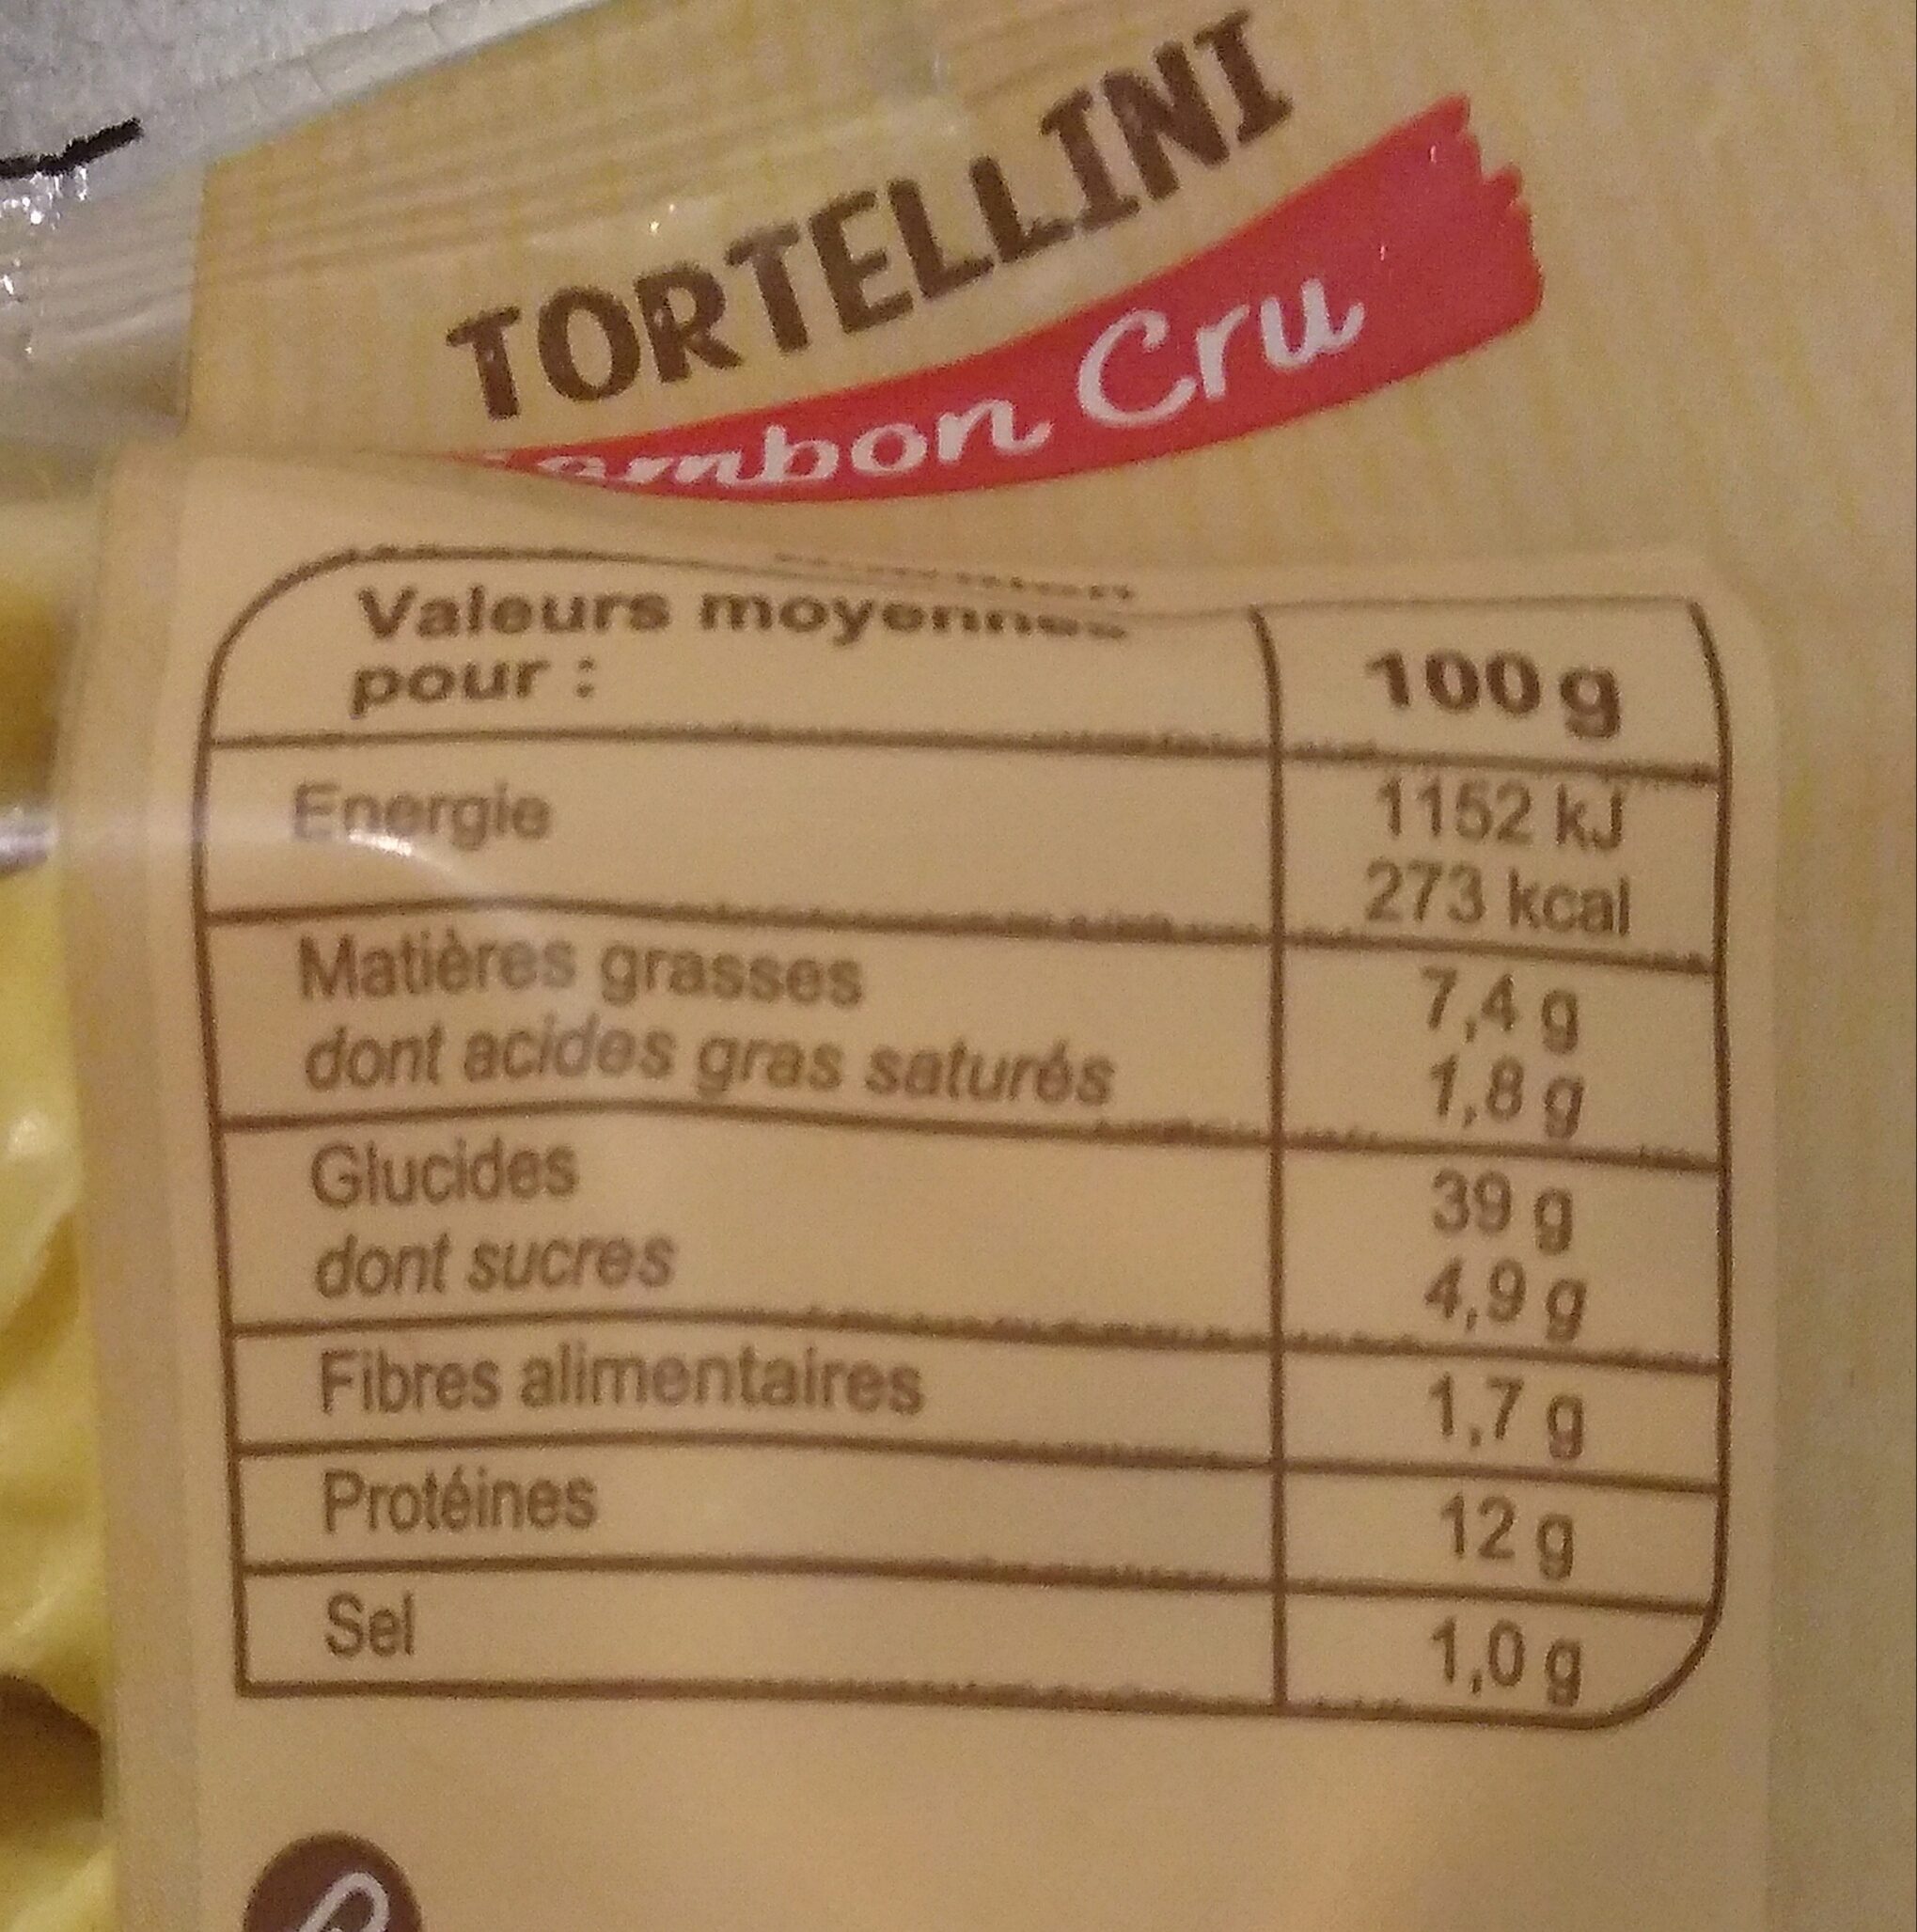 TORTELLINI
Jambon Cru
Valeurs moyennes
pour :
100 g
Energie
1152 kJ
273 kcal
Matières grasses
7,4 g
dont acides gras saturés
1,8 g
Glucides
39 g
dont sucres
4,9 g
Fibres alimentaires
1,7 g
Protéines
12 g
Sel
1,0 g